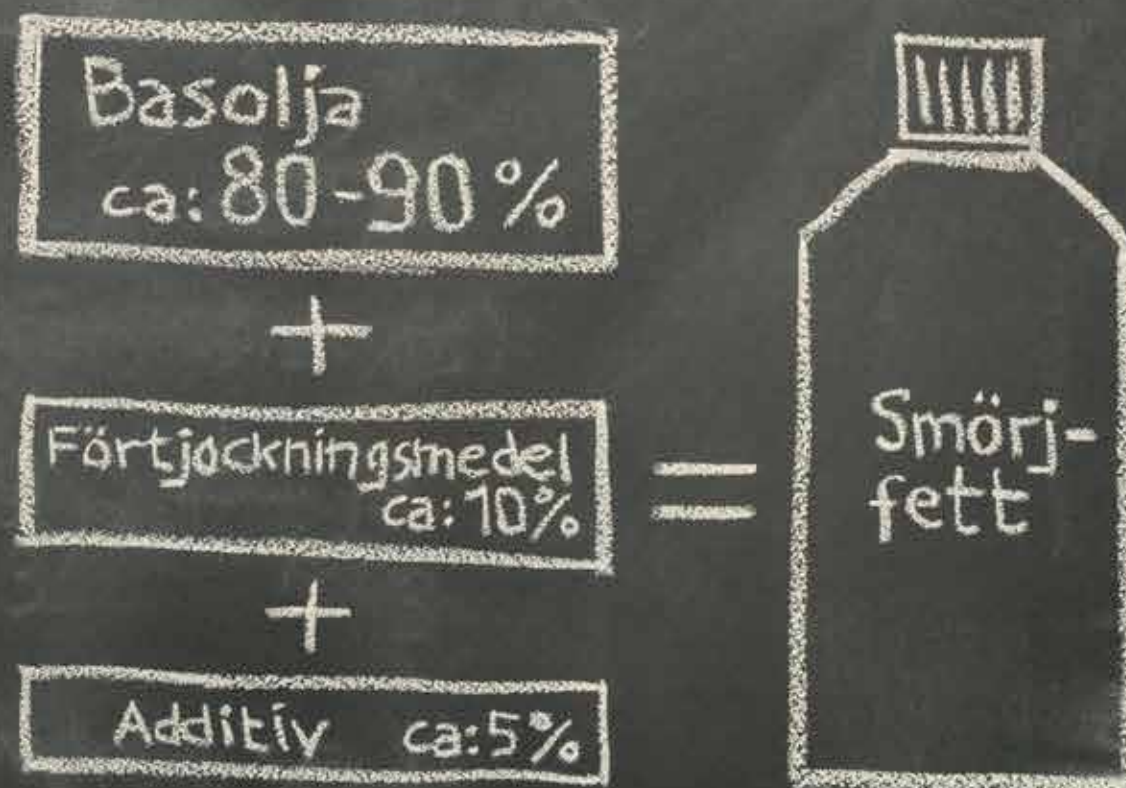 Basolja
ca: 80-90 %
+
Förtjockningsmedel
ca: 10%
+
Additiv ca: 5%
=
Smörj-
fett